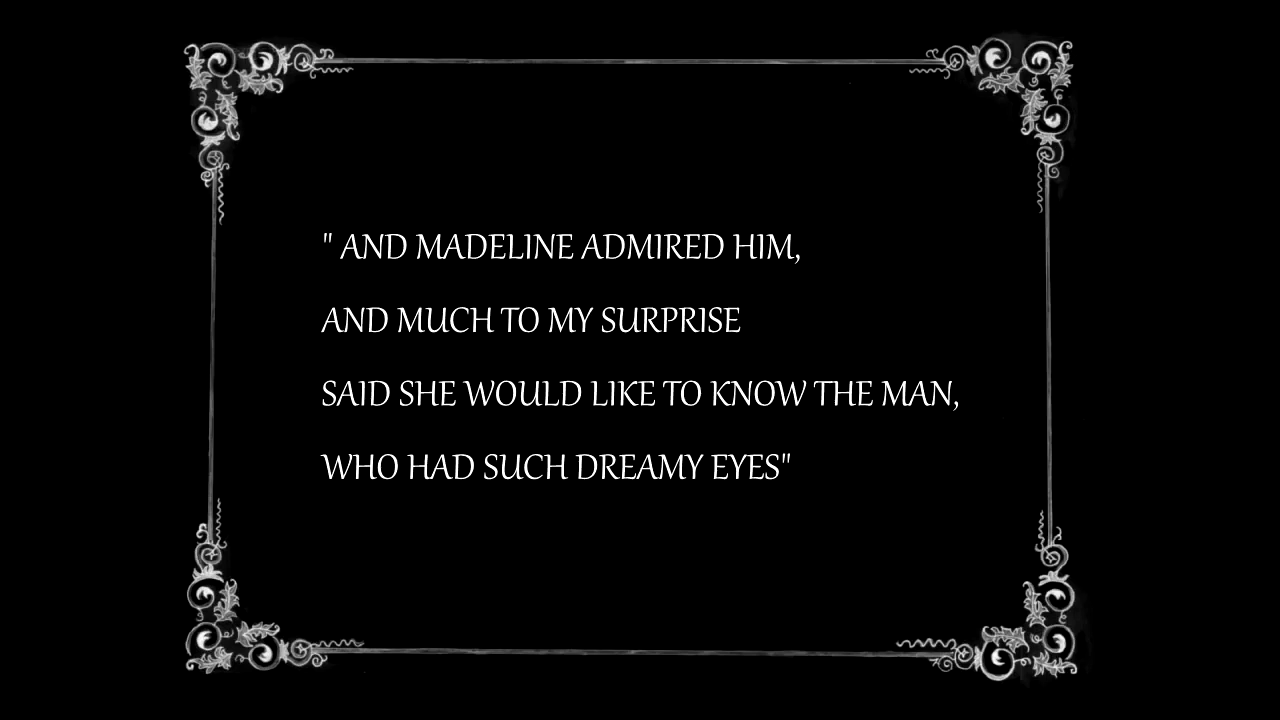 " AND MADELINE ADMIRED HIM,
AND MUCH TO MY SURPRISE
SAID SHE WOULD LIKE TO KNOW THE MAN,
WHO HAD SUCH DREAMY EYES"